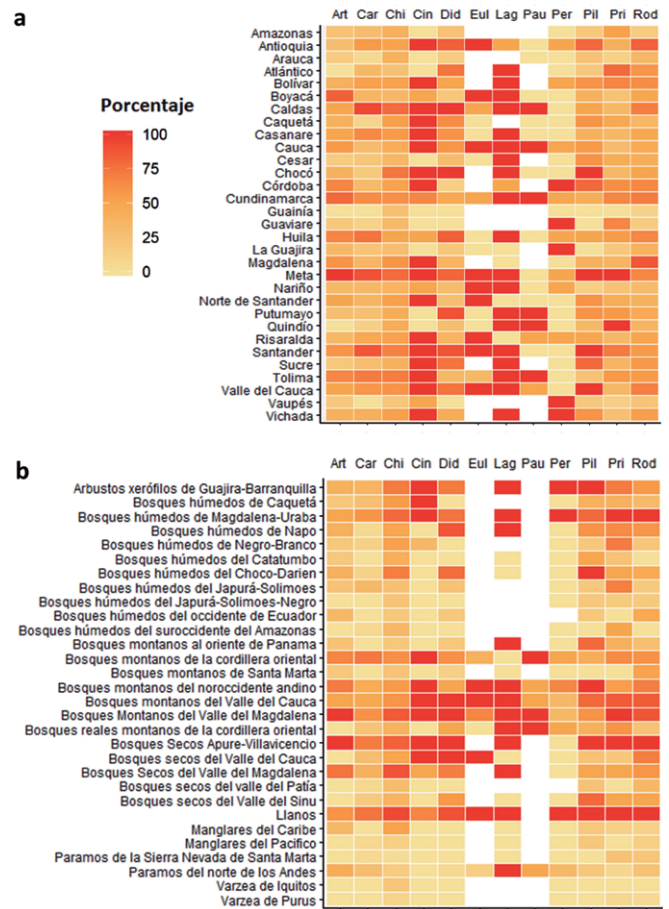 a
Art Car Chi Cin Did Eul Lag Pau Per Pil Pri Rod
Amazonas
Antioquia
Arauca
Atlántico
Bolívar
Boyacá
Caldas
Caquetá
Casanare
Cauca
Cesar
Chocó
Córdoba
Cundinamarca
Guainía
Guaviare
Huila
La Guajira
Magdalena
Meta
Nariño
Norte de Santander
Putumayo
Quindío
Risaralda
Santander
Sucre
Tolima
Valle del Cauca
Vaupés
Vichada
Porcentaje
100
75
50
25
0
b
Art Car Chi Cin Did Eul Lag Pau Per Pil Pri Rod
Arbustos xerófilos de Guajira-Barranquilla
Bosques húmedos de Caquetá
Bosques húmedos de Magdalena-Uraba
Bosques húmedos de Napo
Bosques húmedos de Negro-Branco
Bosques húmedos del Catatumbo
Bosques húmedos del Choco-Darien
Bosques húmedos del Japurá-Solimoes
Bosques húmedos del Japurá-Solimoes-Negro
Bosques húmedos del occidente de Ecuador
Bosques húmedos del suroccidente del Amazonas
Bosques montanos al oriente de Panama
Bosques montanos de la cordillera oriental
Bosques montanos de Santa Marta
Bosques montanos del noroccidente andino
Bosques montanos del Valle del Cauca
Bosques Montanos del Valle del Magdalena
Bosques reales montanos de la cordillera oriental
Bosques Secos Apure-Villavicencio
Bosques secos del Valle del Cauca
Bosques Secos del Valle del Magdalena
Bosques secos del valle del Patía
Bosques secos del Valle del Sinu
Llanos
Manglares del Caribe
Manglares del Pacifico
Paramos de la Sierra Nevada de Santa Marta
Paramos del norte de los Andes
Varzea de Iquitos
Varzea de Purus